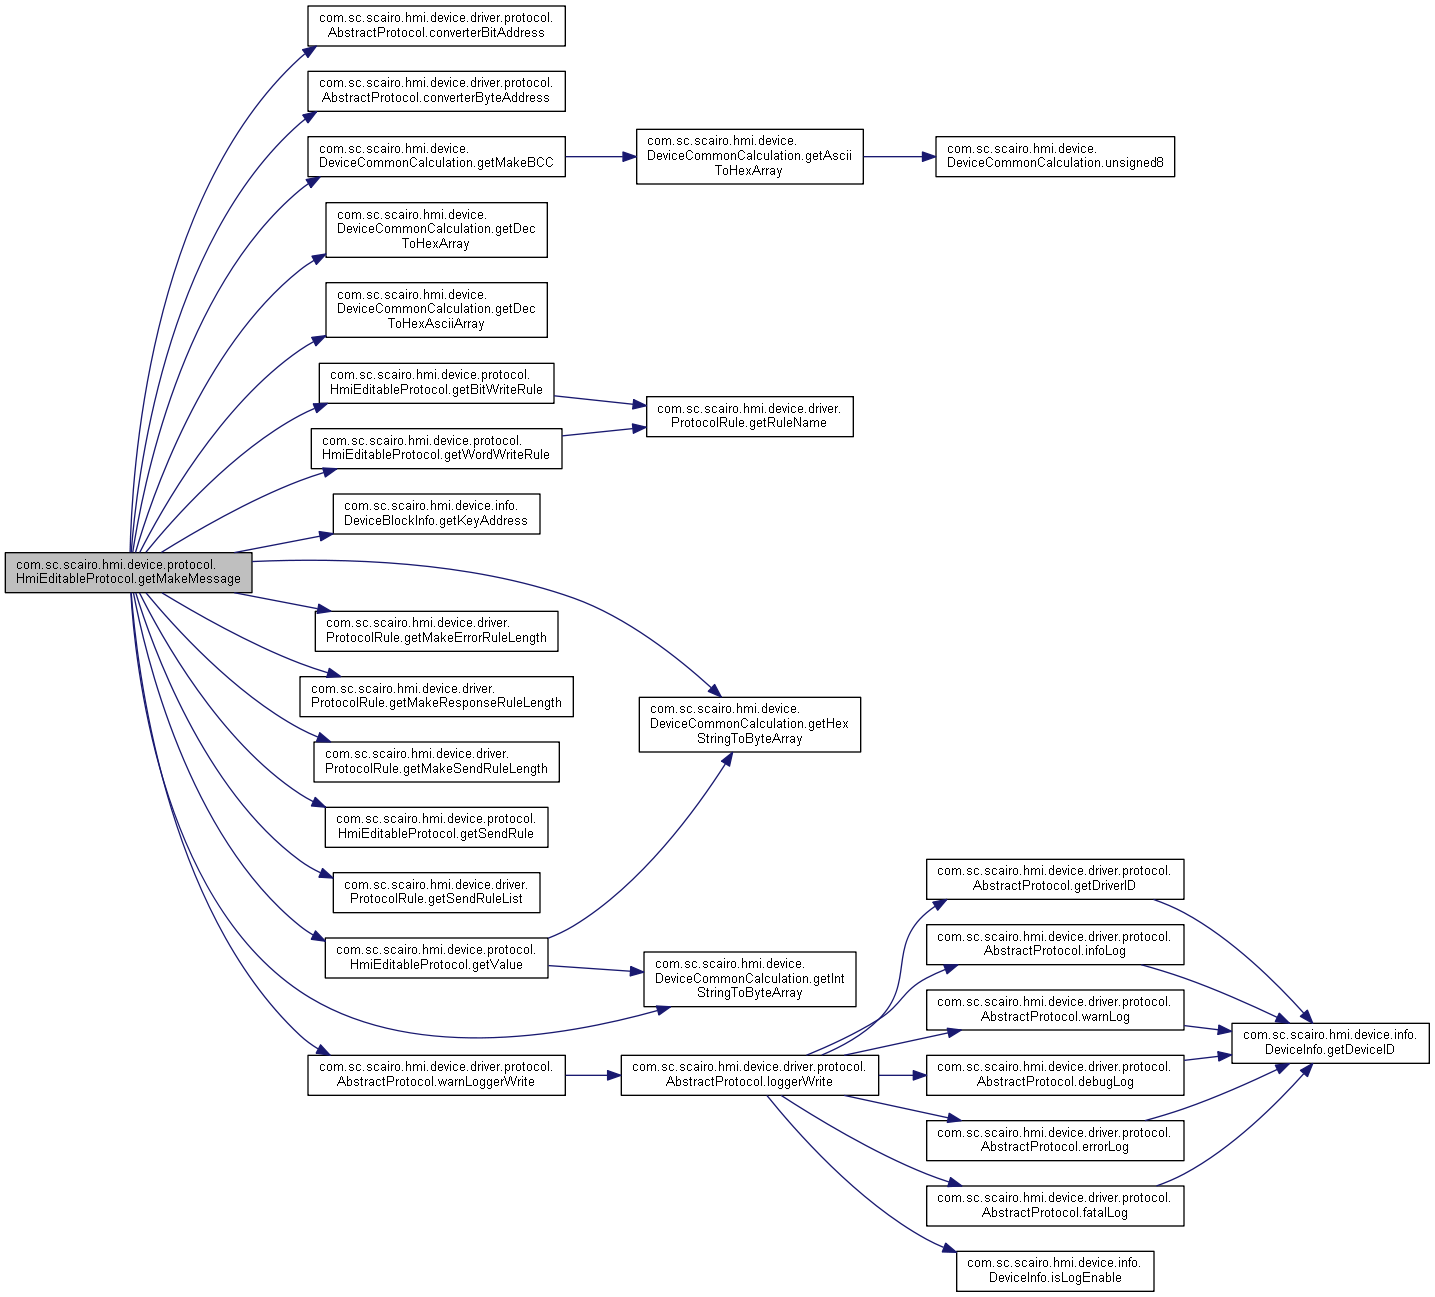 com.sc.scairo.hmi.device.driver.protocol.
AbstractProtocol.converterBitAddress
com.sc.scairo.hmi.device.driver.protocol.
AbstractProtocol.converterByteAddress
com.sc.scairo.hmi.device.
DeviceCommonCalculation.getMakeBCC
com.sc.scairo.hmi.device.
DeviceCommonCalculation.getAscii
ToHexArray
com.sc.scairo.hmi.device.
DeviceCommonCalculation.unsigned8
com.sc.scairo.hmi.device.
DeviceCommonCalculation.getDec
ToHexArray
com.sc.scairo.hmi.device.
DeviceCommonCalculation.getDec
ToHexAsciiArray
com.sc.scairo.hmi.device.protocol.
HmiEditableProtocol.getBitWriteRule
com.sc.scairo.hmi.device.driver.
ProtocolRule.getRuleName
com.sc.scairo.hmi.device.protocol.
HmiEditableProtocol.getWordWriteRule
com.sc.scairo.hmi.device.info.
DeviceBlockInfo.getKeyAddress
com.sc.scairo.hmi.device.protocol.
HmiEditableProtocol.getMakeMessage
com.sc.scairo.hmi.device.driver.
ProtocolRule.getMakeErrorRuleLength
com.sc.scairo.hmi.device.driver.
ProtocolRule.getMakeResponseRuleLength
com.sc.scairo.hmi.device.
DeviceCommonCalculation.getHex
StringToByteArray
com.sc.scairo.hmi.device.driver.
ProtocolRule.getMakeSendRuleLength
com.sc.scairo.hmi.device.protocol.
HmiEditableProtocol.getSendRule
com.sc.scairo.hmi.device.driver.
ProtocolRule.getSendRuleList
com.sc.scairo.hmi.device.protocol.
HmiEditableProtocol.getValue
com.sc.scairo.hmi.device.
DeviceCommonCalculation.getInt
StringToByteArray
com.sc.scairo.hmi.device.driver.protocol.
AbstractProtocol.warnLoggerWrite
com.sc.scairo.hmi.device.driver.protocol.
AbstractProtocol.loggerWrite
com.sc.scairo.hmi.device.driver.protocol.
AbstractProtocol.getDriverID
com.sc.scairo.hmi.device.driver.protocol.
AbstractProtocol.infoLog
com.sc.scairo.hmi.device.driver.protocol.
AbstractProtocol.warnLog
com.sc.scairo.hmi.device.info.
DeviceInfo.getDeviceID
com.sc.scairo.hmi.device.driver.protocol.
AbstractProtocol.debugLog
com.sc.scairo.hmi.device.driver.protocol.
AbstractProtocol.errorLog
com.sc.scairo.hmi.device.driver.protocol.
AbstractProtocol.fatalLog
com.sc.scairo.hmi.device.info.
DeviceInfo.isLogEnable